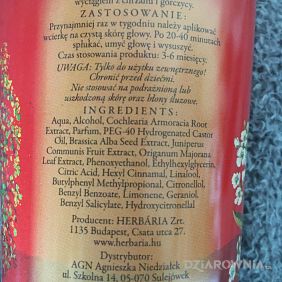 wyciągiem z chrzanu i gorczycy.
ZASTOSOWANIE:
Przynajmniej raz w tygodniu należy aplikować
wcierkę na czystą skórę głowy. Po 20-40 minutach
spłukać, umyć głowę i wysuszyć.
Czas stosowania produktu: 3-6 miesięcy.
UWAGA: Tylko do użytku zewnętrznego!
Chronić przed dziećmi.
Nie stosować na podrażnioną lub
uszkodzoną skórę oraz błony śluzowe.
INGREDIENTS:
Aqua, Alcohol, Cochlearia Armoracia Root
Extract, Parfum, PEG-40 Hydrogenated Castor
Oil, Brassica Alba Seed Extract, Juniperus
Communis Fruit Extract, Origanum Majorana
Leaf Extract, Phenoxyethanol, Ethylhexylglycerin,
Citric Acid, Hexyl Cinnamal, Linalool,
Butylphenyl Methylpropional, Citronellol,
Benzyl Alcohol, Limonene, Geraniol,
Benzyl Salicylate, Hydroxycitronellol
Producent: HERBÁRIA Zrt.
1135 Budapest, Csata utca 27.
www.herbaria.hu
Dystrybutor:
AGN Agnieszka Niedziałek
ul. Szkolna 14, 05-070 Sulejówek
DZIAROWNIA